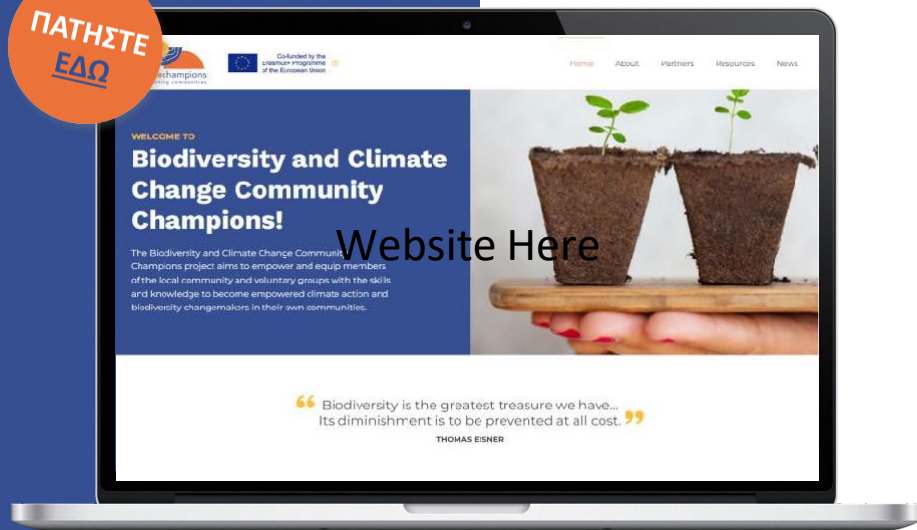 ΠΑΤΗΣΤΕ
ΕΔΩ
champions
Co-funded by the
Erasmus+ Programme
of the European Union
Home About Partners Resources News
WELCOME TO
Biodiversity and Climate
Change Community
Champions!
The Biodiversity and Climate Change Community
Champions project aims to empower and equip members
of the local community and voluntary groups with the skills
and knowledge to become empowered climate action and
biodiversity changemakers in their own communities.
Website Here
“ Biodiversity is the greatest treasure we have...
Its diminishment is to be prevented at all cost. ”
THOMAS EISNER